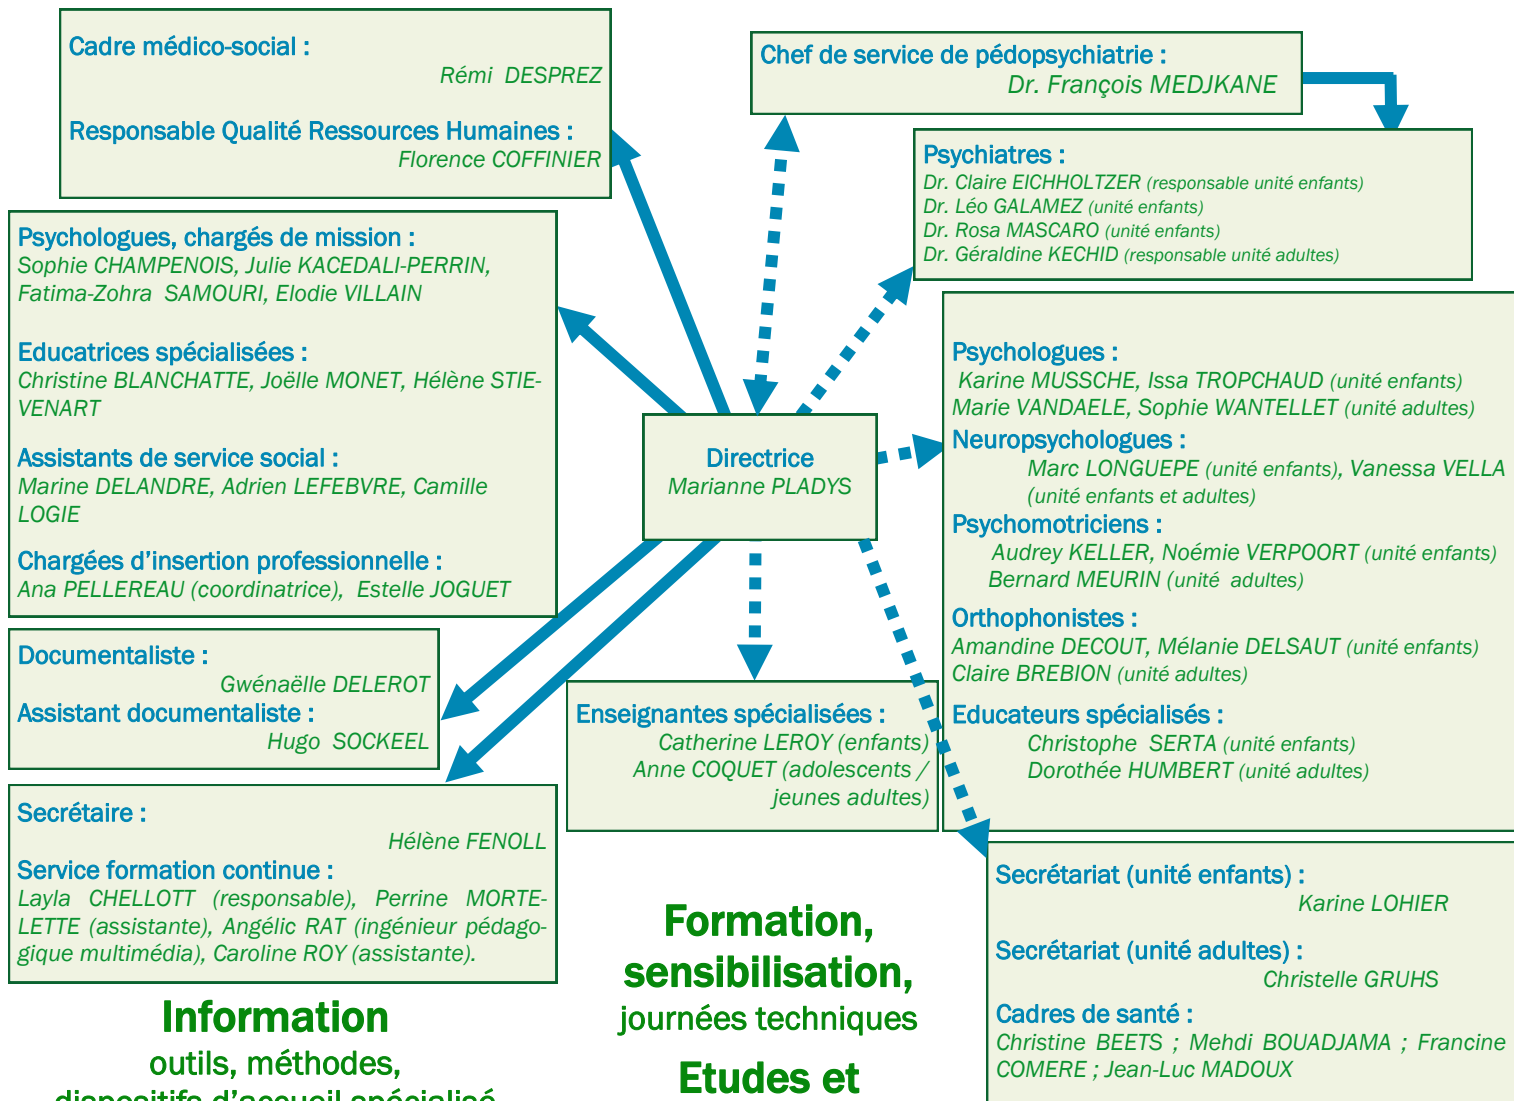 Cadre médico-social :
Rémi DESPREZ
Responsable Qualité Ressources Humaines :
Florence COFFINIER
Chef de service de pédopsychiatrie :
Dr. François MEDJKANE
Psychiatres :
Dr. Claire EICHHOLTZER (responsable unité enfants)
Dr. Léo GALAMEZ (unité enfants)
Dr. Rosa MASCARO (unité enfants)
Dr. Géraldine KECHID (responsable unité adultes)
Psychologues, chargés de mission :
Sophie CHAMPENOIS, Julie KACEDALI-PERRIN,
Fatima-Zohra SAMOURI, Elodie VILLAIN
Educatrices spécialisées :
Christine BLANCHATTE, Joëlle MONET, Hélène STIE-
VENART
Assistants de service social :
Marine DELANDRE, Adrien LEFEBVRE, Camille
LOGIE
Chargées d'insertion professionnelle :
Ana PELLEREAU (coordinatrice), Estelle JOGUET
Directrice
Marianne PLADYS
Psychologues :
Karine MUSSCHE, Issa TROPCHAUD (unité enfants)
Marie VANDAELE, Sophie WANTELLET (unité adultes)
Neuropsychologues :
Marc LONGUEPE (unité enfants), Vanessa VELLA
(unité enfants et adultes)
Psychomotriciens :
Audrey KELLER, Noémie VERPOORT (unité enfants)
Bernard MEURIN (unité adultes)
Orthophonistes :
Amandine DECOUT, Mélanie DELSAUT (unité enfants)
Claire BREBION (unité adultes)
Educateurs spécialisés :
Christophe SERTA (unité enfants)
Dorothée HUMBERT (unité adultes)
Documentaliste :
Gwénaëlle DELEROT
Assistant documentaliste :
Hugo SOCKEEL
Enseignantes spécialisées :
Catherine LEROY (enfants)
Anne COQUET (adolescents /
jeunes adultes)
Secrétaire :
Hélène FENOLL
Service formation continue :
Layla CHELLOTT (responsable), Perrine MORTE-
LETTE (assistante), Angélic RAT (ingénieur pédago-
gique multimédia), Caroline ROY (assistante).
Secrétariat (unité enfants) :
Karine LOHIER
Secrétariat (unité adultes) :
Christelle GRUHS
Cadres de santé :
Christine BEETS ; Mehdi BOUADJAMA ; Francine
COMERE ; Jean-Luc MADOUX
Information
outils, méthodes,
dispositifs d'accueil spécialisé
Formation,
sensibilisation,
journées techniques
Etudes et